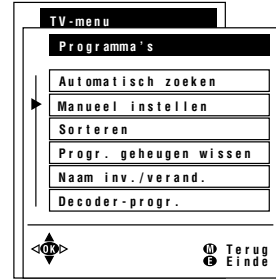 TV-menu
Programma's
Automatisch zoeken
Manueel instellen
Sorteren
Progr. geheugen wissen
Naam inv./verand.
Decoder-progr.
OK
M Terug
E Einde